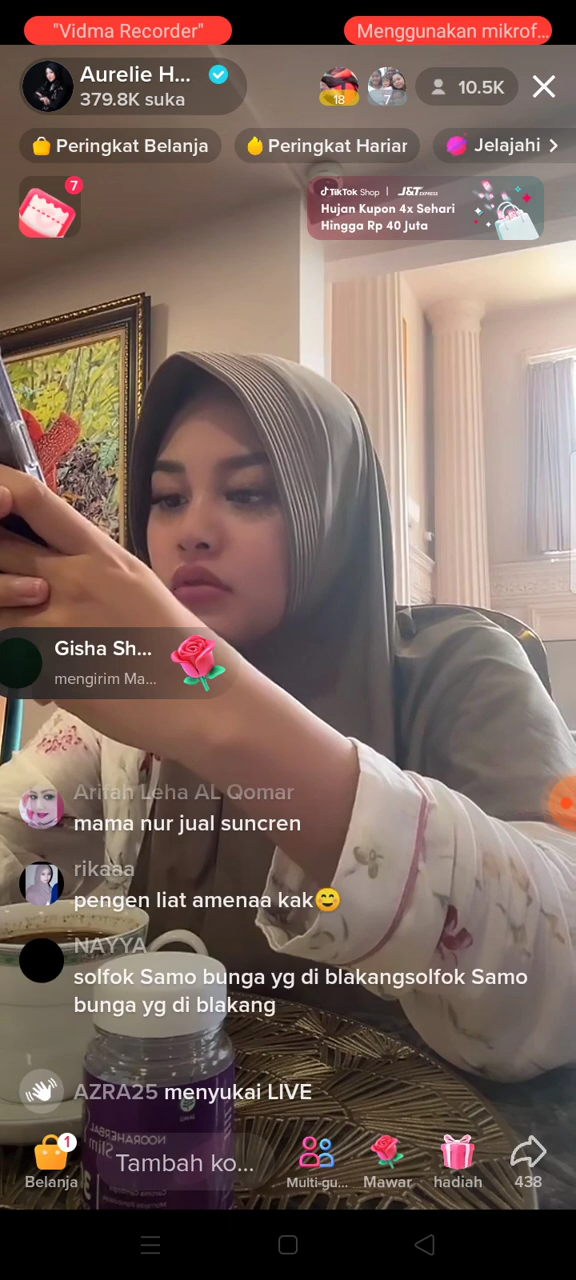 "Vidma Recorder"
Menggunakan mikrof...
Aurelie H...
379.8K suka
18
7
10.5K
Peringkat Belanja
Peringkat Harian
Jelajahi
7
TikTok Shop | J&T EXPRESS
Hujan Kupon 4x Sehari
Hingga Rp 40 Juta
Gisha Sh...
mengirim Ma...
Arifah Leha AL Qomar
mama nur jual suncren
rikaaa
pengen liat amenaa kak😊
NAYYA
solfok Samo bunga yg di blakangsolfok Samo
bunga yg di blakang
AZRA25 menyukai LIVE
NOORAHERBAL
Slim
1
Tambah ko...
Belanja
Multi-gu...
Mawar
hadiah
438